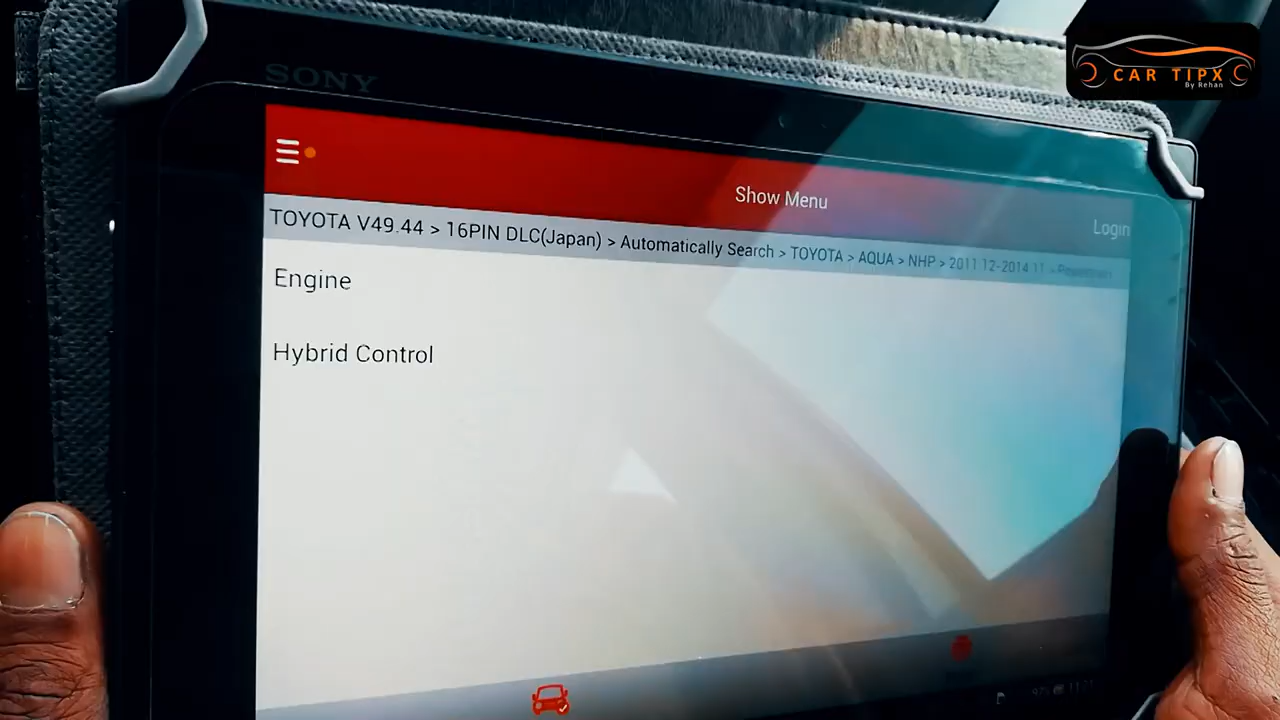 CAR TIPX
By Rehan
SONY
Show Menu
Login
TOYOTA V49.44 > 16PIN DLC(Japan) > Automatically Search > TOYOTA > AQUA > NHP > 2011 12-2014 11 > Powertrain
Engine
Hybrid Control